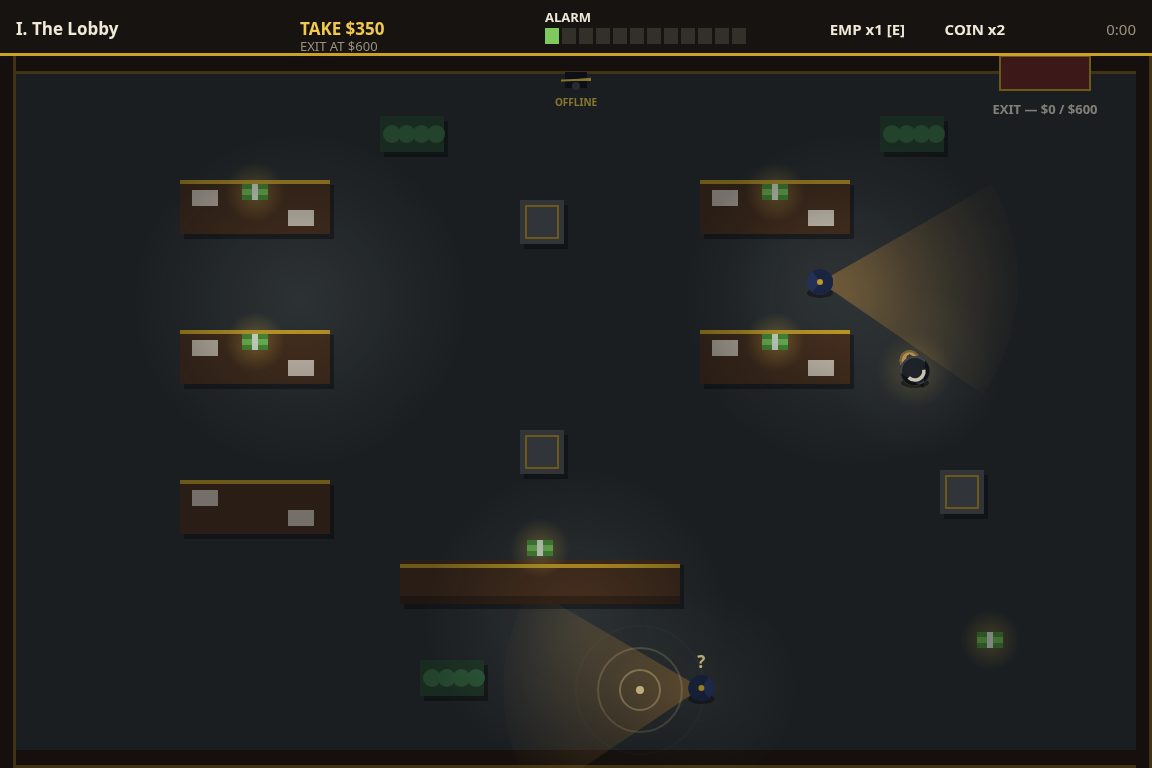 I. The Lobby
TAKE $350
EXIT AT $600
ALARM
EMP x1 [E]
COIN x2
0:00
OFFLINE
EXIT — $0 / $600
?